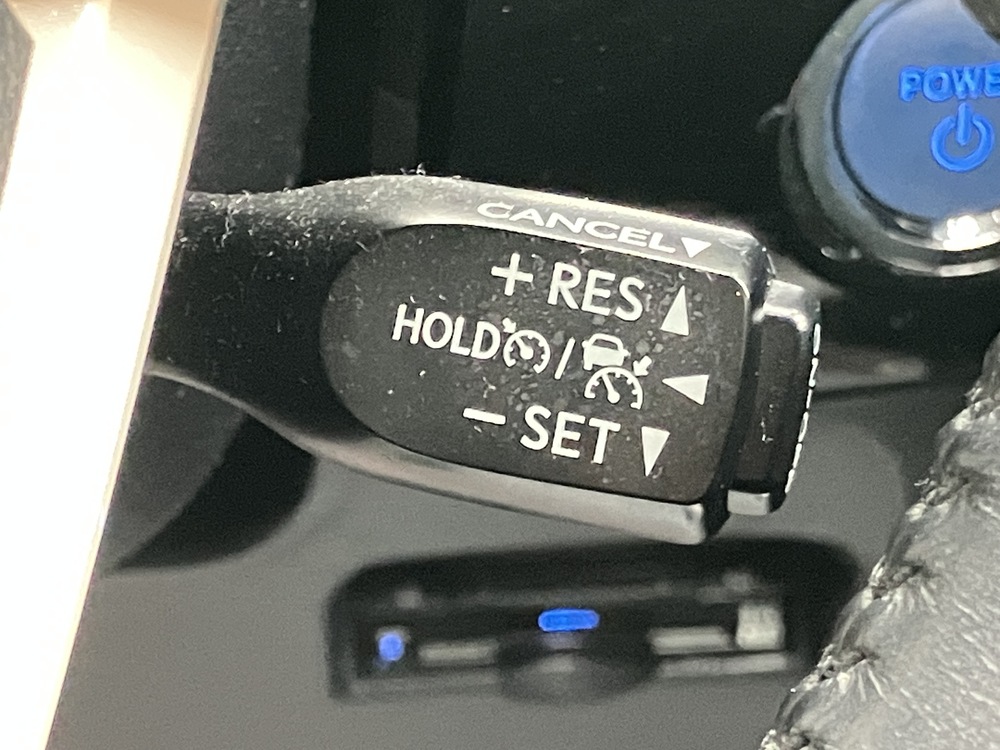 POWE
CANCEL▼
+ RES ▲
HOLD / ◀
− SET ▼